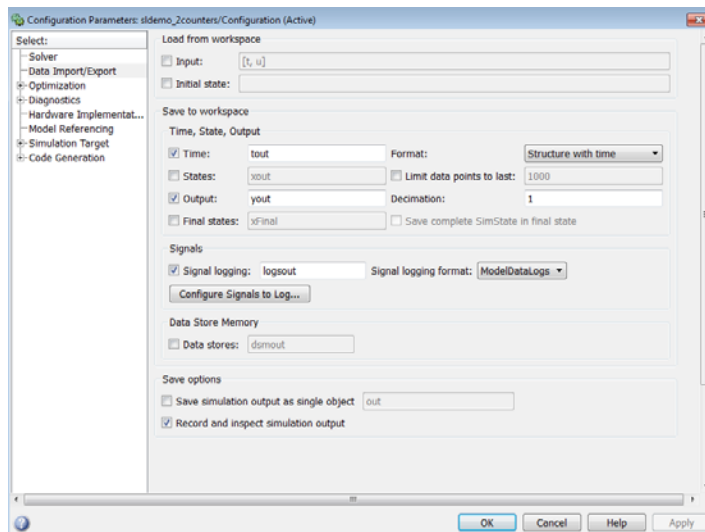 Configuration Parameters: sldemo_2counters/Configuration (Active)
Select:
Solver
Data Import/Export
Optimization
Diagnostics
Hardware Implementat...
Model Referencing
Simulation Target
Code Generation
Load from workspace
Input: [t, u]
Initial state:
Save to workspace
Time, State, Output
Time: tout Format: Structure with time
States: xout Limit data points to last: 1000
Output: yout Decimation: 1
Final states: xFinal Save complete SimState in final state
Signals
Signal logging: logsout Signal logging format: ModelDataLogs
Configure Signals to Log...
Data Store Memory
Data stores: dsmout
Save options
Save simulation output as single object out
Record and inspect simulation output
OK Cancel Help Apply